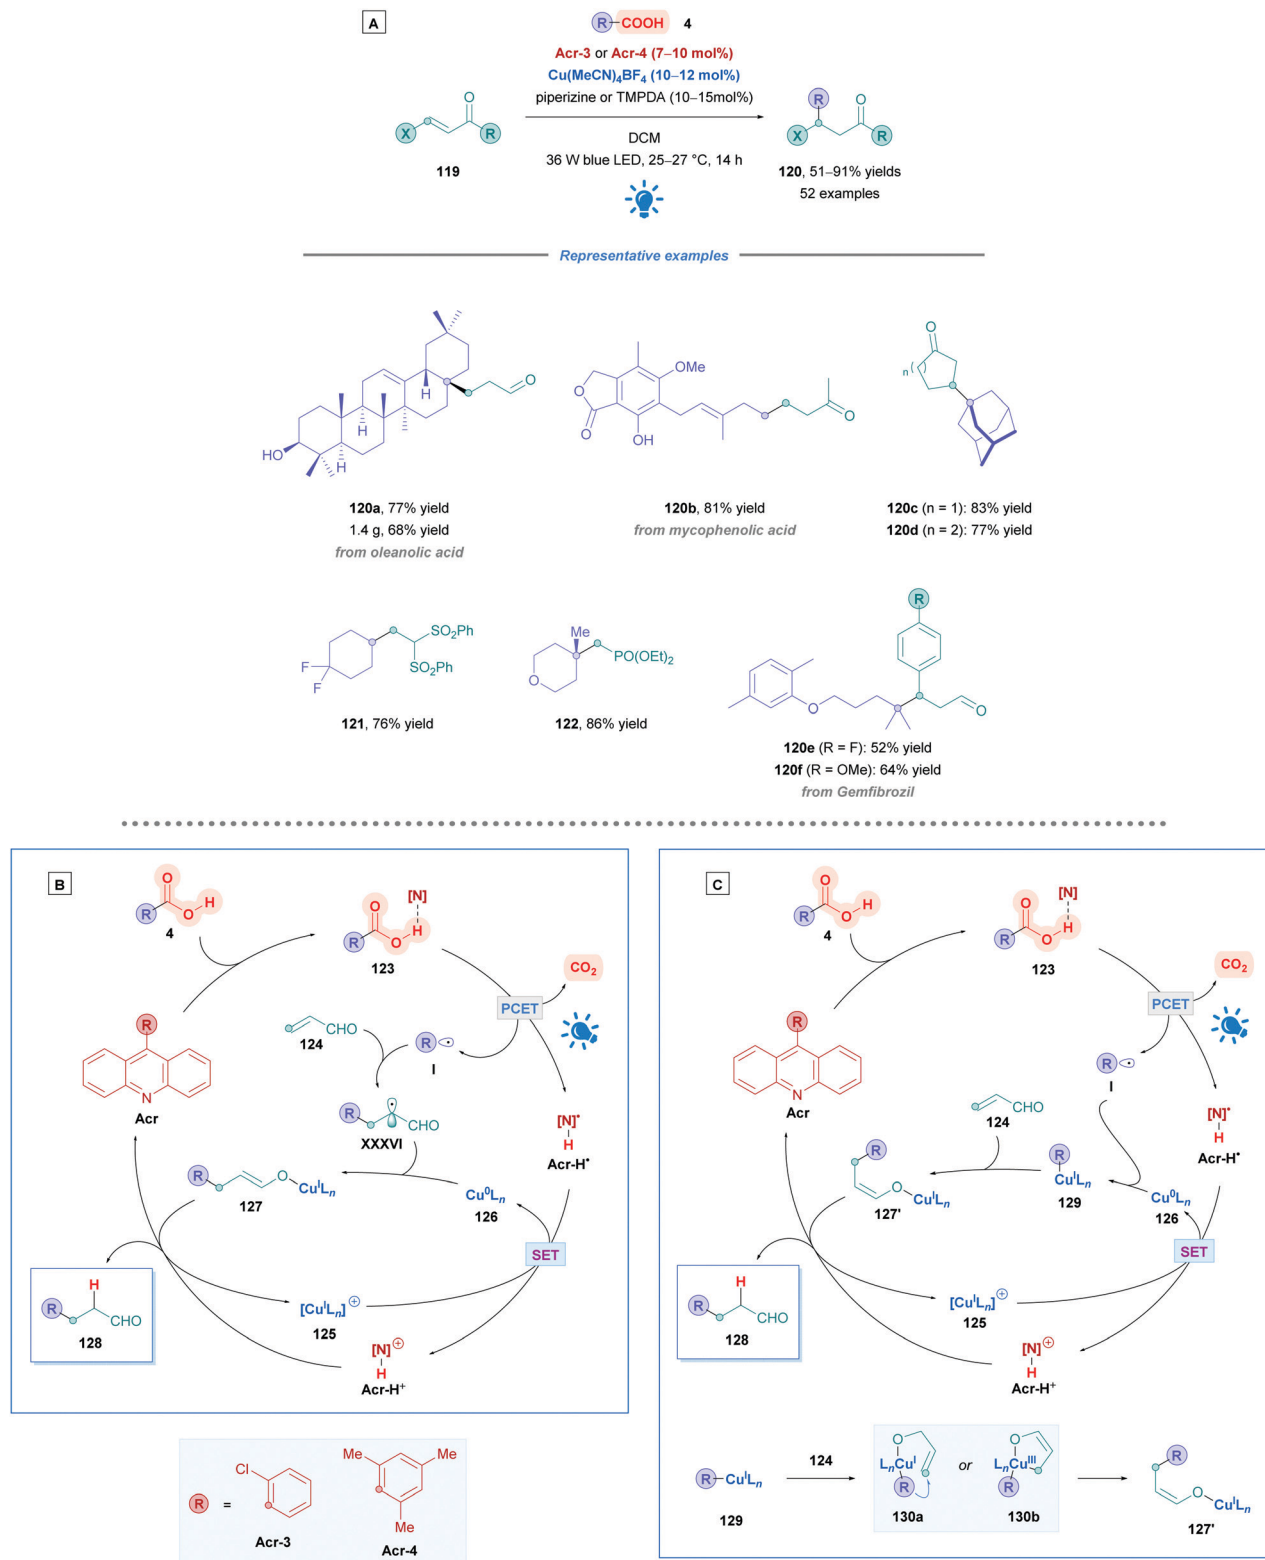 A
R
COOH
4
Acr-3 or Acr-4 (7–10 mol%)
Cu(MeCN)4BF4 (10–12 mol%)
piperizine or TMPDA (10–15mol%)
DCM
36 W blue LED, 25–27 °C, 14 h
X
O
R
119
R
X
O
R
120, 51–91% yields
52 examples
Representative examples
HO
H
H
H
O
120a, 77% yield
1.4 g, 68% yield
from oleanolic acid
O
O
OMe
OH
O
120b, 81% yield
from mycophenolic acid
O
n
120c (n = 1): 83% yield
120d (n = 2): 77% yield
F
F
SO2Ph
SO2Ph
121, 76% yield
Me
O
PO(OEt)2
122, 86% yield
R
O
O
120e (R = F): 52% yield
120f (R = OMe): 64% yield
from Gemfibrozil
B
O
R
O
H
4
[N]
O
H
R
O
123
CO2
PCET
R
N
Acr
CHO
124
R
I
R
CHO
XXXVI
[N]•
H
Acr-H•
R
O
CuILn
127
Cu0Ln
126
SET
H
R
CHO
128
[CuILn]⊕
125
[N]⊕
H
Acr-H+
C
O
R
O
H
4
[N]
O
H
R
O
123
CO2
PCET
R
N
Acr
R
I
CHO
124
[N]•
H
Acr-H•
R
O
CuILn
127'
R
CuILn
129
Cu0Ln
126
SET
H
R
CHO
128
[CuILn]⊕
125
[N]⊕
H
Acr-H+
R
=
Cl
Acr-3
Me
Me
Me
Acr-4
R
CuILn
129
124
O
LnCuI
R
130a
or
O
LnCuIII
R
130b
R
O
CuILn
127'